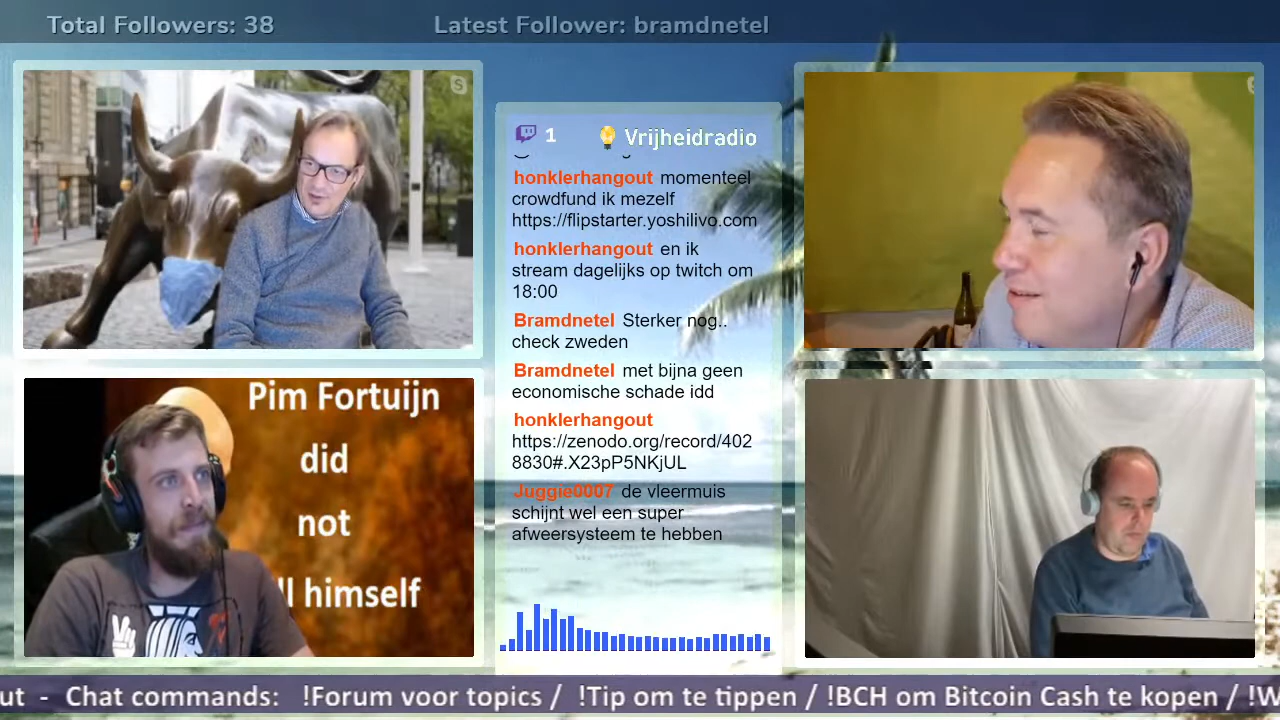 Total Followers: 38
Latest Follower: bramdnetel
1
Vrijheidradio
honklerhangout momenteel
crowdfund ik mezelf
https://flipstarter.yoshilivo.com
honklerhangout en ik
stream dagelijks op twitch om
18:00
Bramdnetel Sterker nog..
check zweden
Bramdnetel met bijna geen
economische schade idd
honklerhangout
https://zenodo.org/record/402
8830#.X23pP5NKjUL
Juggie0007 de vleermuis
schijnt wel een super
afweersysteem te hebben
Pim Fortuijn
did
not
ll himself
ut - Chat commands: !Forum voor topics / !Tip om te tippen / !BCH om Bitcoin Cash te kopen / !W